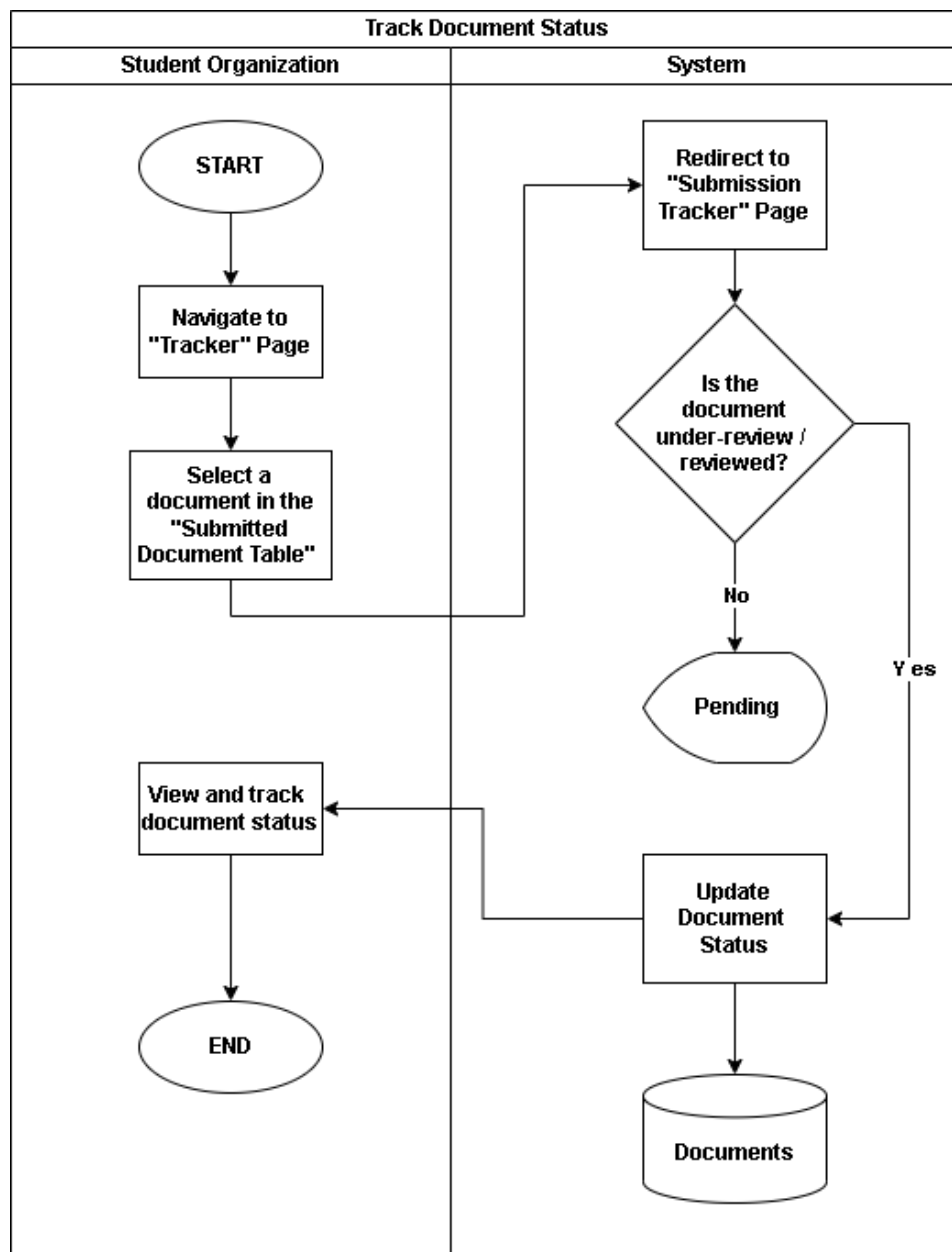 Track Document Status
Student Organization
System
START
Navigate to
"Tracker" Page
Select a
document in the
"Submitted
Document Table"
Redirect to
"Submission
Tracker" Page
Is the
document
under-review /
reviewed?
No
Y es
Pending
View and track
document status
Update
Document
Status
END
Documents